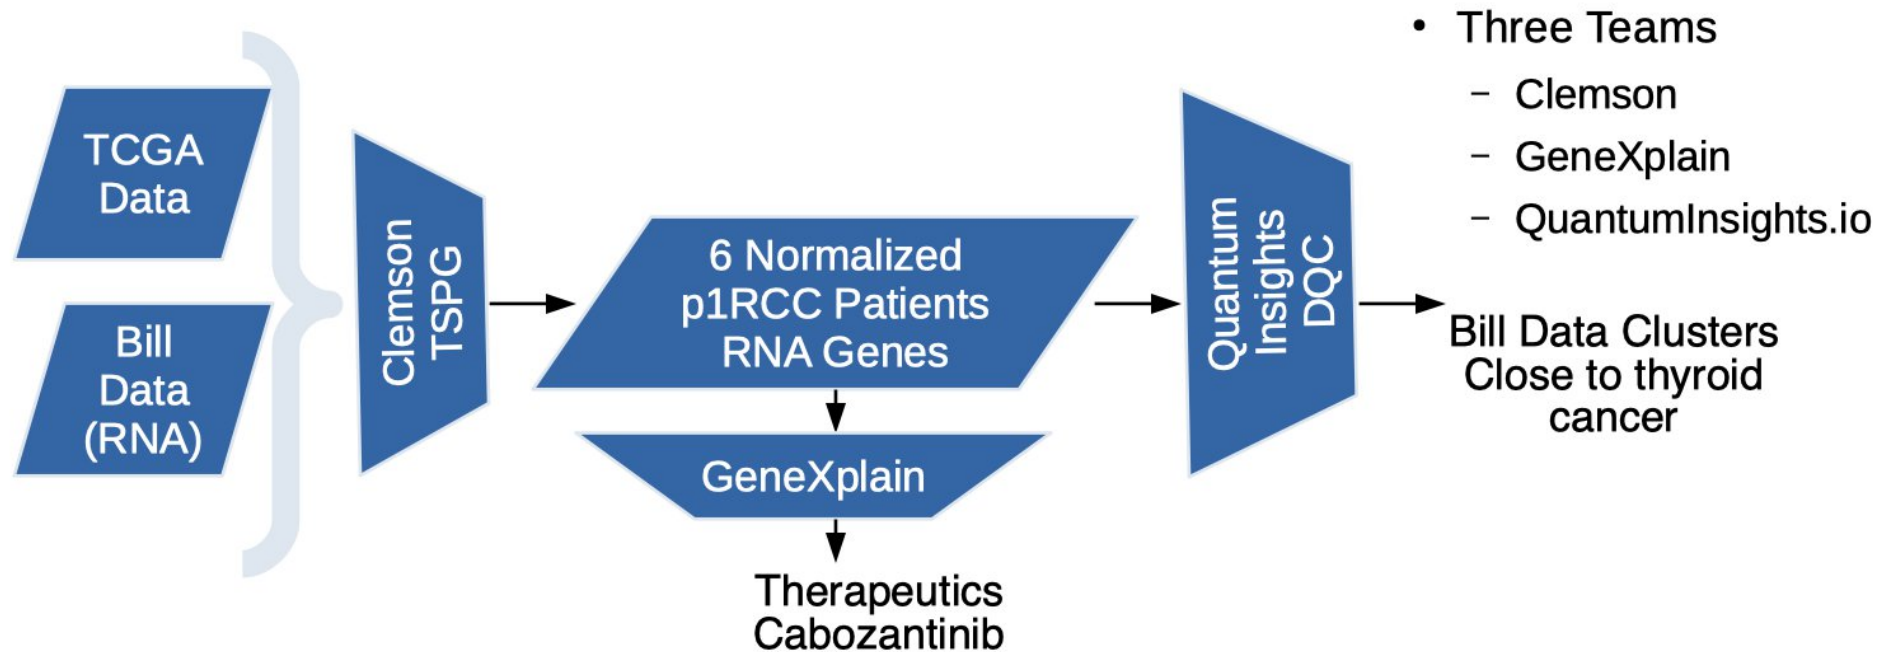 TCGA
Data
Bill
Data
(RNA)
Clemson
TSPG
6 Normalized
p1RCC Patients
RNA Genes
GeneXplain
Therapeutics
Cabozantinib
Quantum
Insights
DQC
• Three Teams
– Clemson
– GeneXplain
– QuantumInsights.io
Bill Data Clusters
Close to thyroid
cancer